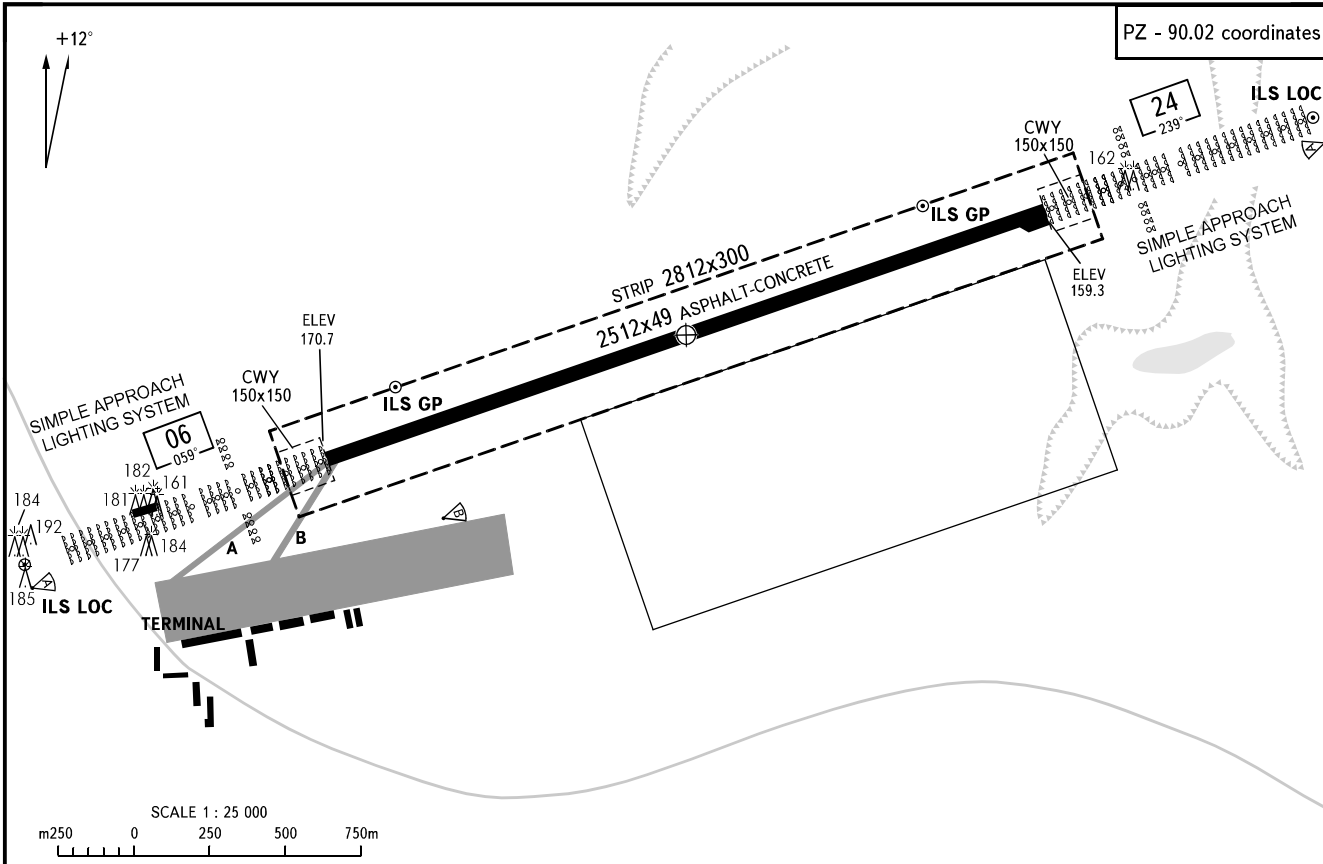 PZ - 90.02 coordinates
+12°
24
239°
ILS LOC
A
CWY
150x150
162
SIMPLE APPROACH
LIGHTING SYSTEM
ILS GP
ELEV
159.3
STRIP 2812x300
2512x49 ASPHALT-CONCRETE
ELEV
170.7
CWY
150x150
ILS GP
SIMPLE APPROACH
LIGHTING SYSTEM
06
059°
182
161
181
184
192
177
184
185
A
ILS LOC
A
B
B
TERMINAL
SCALE 1 : 25 000
m250 0 250 500 750m